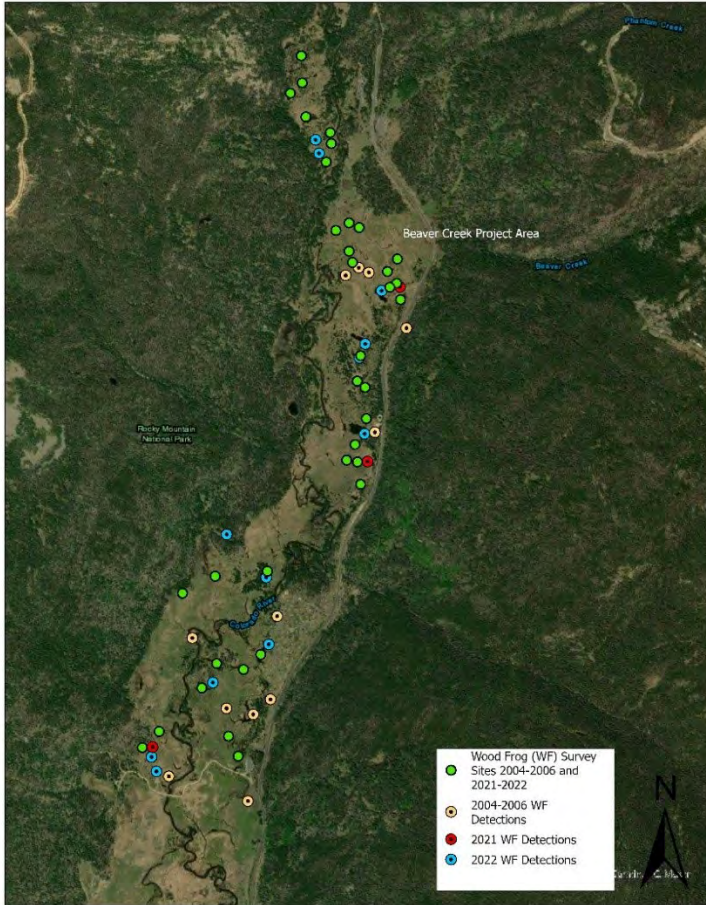 Phantom Creek
Beaver Creek Project Area
Beaver Creek
Rocky Mountain
National Park
Colorado River
Wood Frog (WF) Survey
Sites 2004-2006 and
2021-2022
2004-2006 WF
Detections
2021 WF Detections
2022 WF Detections
N